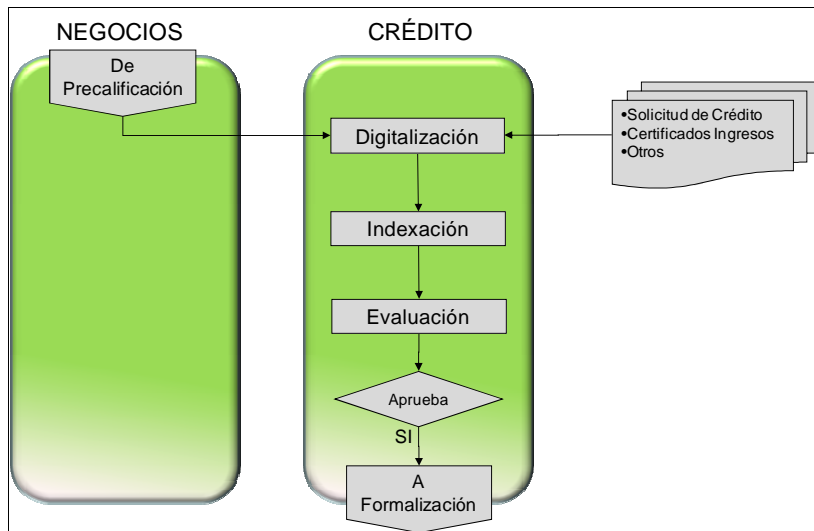 NEGOCIOS
CRÉDITO
De
Precalificación
Digitalización
•Solicitud de Crédito
•Certificados Ingresos
•Otros
Indexación
Evaluación
Aprueba
SI
A
Formalización